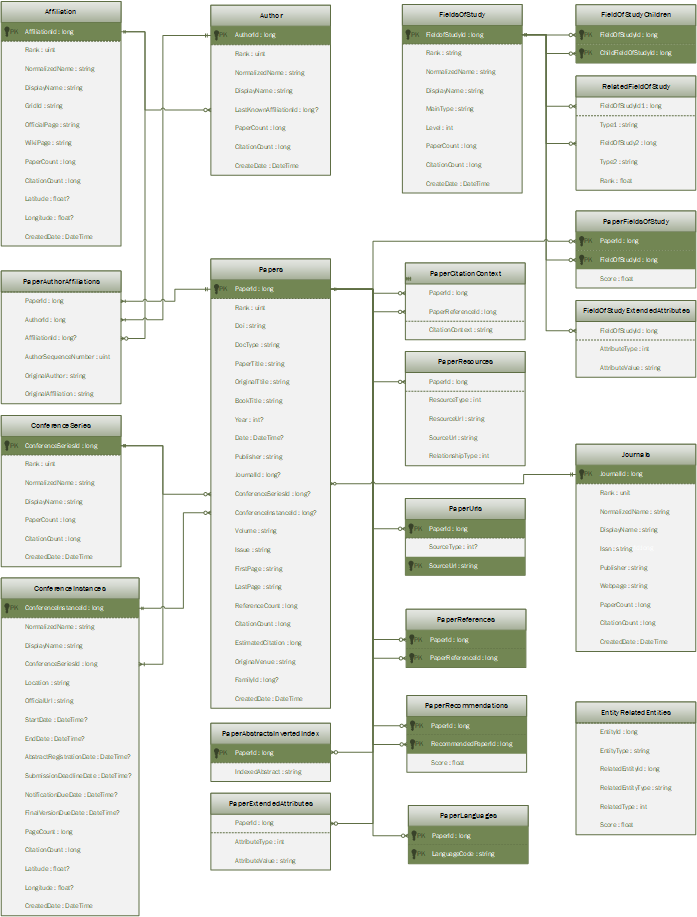 Affiliation
PK AffiliationId : long
Rank : uint
NormalizedName : string
DisplayName : string
GridId : string
OfficialPage : string
WikiPage : string
PaperCount : long
CitationCount : long
Latitude : float?
Longitude : float?
CreatedDate : DateTime
Author
PK AuthorId : long
Rank : uint
NormalizedName : string
DisplayName : string
LastKnownAffiliationId : long?
PaperCount : long
CitationCount : long
CreateDate : DateTime
FieldsOfStudy
PK FieldOfStudyId : long
Rank : string
NormalizedName : string
DisplayName : string
MainType : string
Level : int
PaperCount : long
CitationCount : long
CreateDate : DateTime
FieldOfStudyChildren
PK FieldOfStudyId : long
PK ChildFieldOfStudyId : long
RelatedFieldOfStudy
FieldOfStudyId1 : long
Type1 : string
FieldOfStudy2 : long
Type2 : string
Rank : float
PaperFieldsOfStudy
PK PaperId : long
PK FieldOfStudyId : long
Score : float
FieldOfStudyExtendedAttributes
FieldOfStudyId : long
AttributeType : int
AttributeValue : string
PaperAuthorAffiliations
PaperId : long
AuthorId : long
AffiliationId : long?
AuthorSequenceNumber : uint
OriginalAuthor : string
OriginalAffiliation : string
Papers
PK PaperId : long
Rank : uint
Doi : string
DocType : string
PaperTitle : string
OriginalTitle : string
BookTitle : string
Year : int?
Date : DateTime?
Publisher : string
JournalId : long?
ConferenceSeriesId : long?
ConferenceInstanceId : long?
Volume : string
Issue : string
FirstPage : string
LastPage : string
ReferenceCount : long
CitationCount : long
EstimatedCitation : long
OriginalVenue : string
FamilyId : long?
CreatedDate : DateTime
PaperCitationContext
PaperId : long
PaperReferenceId : long
CitationContext : string
PaperResources
PaperId : long
ResourceType : int
ResourceUrl : string
SourceUrl : string
RelationshipType : int
ConferenceSeries
PK ConferenceSeriesId : long
Rank : uint
NormalizedName : string
DisplayName : string
PaperCount : long
CitationCount : long
CreatedDate : DateTime
Journals
PK JournalId : long
Rank : unit
NormalizedName : string
DisplayName : string
Issn : string
Publisher : string
Webpage : string
PaperCount : long
CitationCount : long
CreatedDate : DateTime
PaperUrls
PK PaperId : long
SourceType : int?
PK SourceUrl : string
ConferenceInstances
PK ConferenceInstanceId : long
NormalizedName : string
DisplayName : string
ConferenceSeriesId : long
Location : string
OfficialUrl : string
StartDate : DateTime?
EndDate : DateTime?
AbstractRegistrationDate : DateTime?
SubmissionDeadlineDate : DateTime?
NotificationDueDate : DateTime?
FinalVersionDueDate : DateTime?
PageCount : long
CitationCount : long
Latitude : float?
Longitude : float?
CreatedDate : DateTime
PaperReferences
PK PaperId : long
PK PaperReferenceId : long
PaperRecommendations
PK PaperId : long
PK RecommendedPaperId : long
Score : float
Entity Related Entities
EntityId : long
EntityType : string
RelatedEntityId : long
RelatedEntityType : string
RelatedType : int
Score : float
PaperAbstractsInvertedIndex
PK PaperId : long
IndexedAbstract : string
PaperExtendedAttributes
PaperId : long
AttributeType : int
AttributeValue : string
PaperLanguages
PK PaperId : long
PK LanguageCode : string